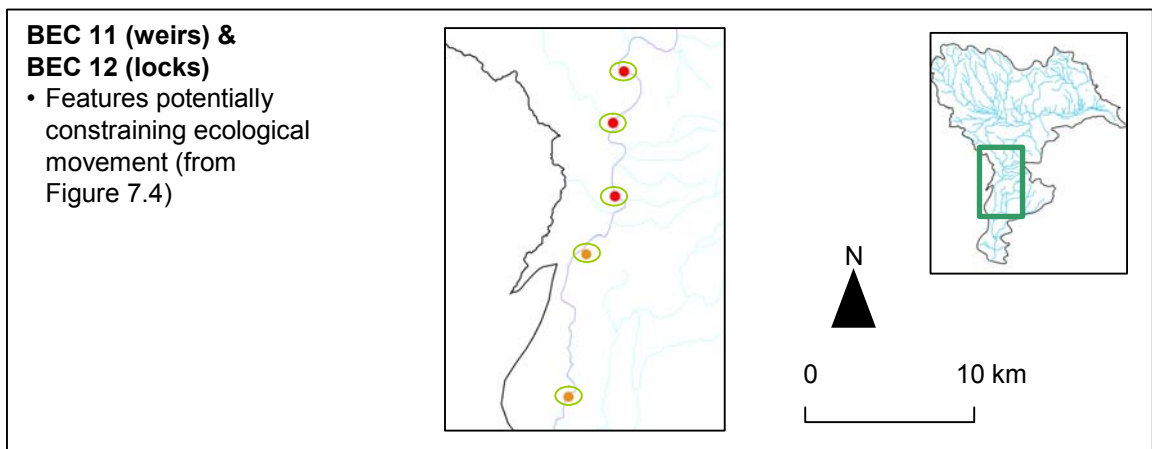 BEC 11 (weirs) &
BEC 12 (locks)
• Features potentially
constraining ecological
movement (from
Figure 7.4)
N
0 10 km